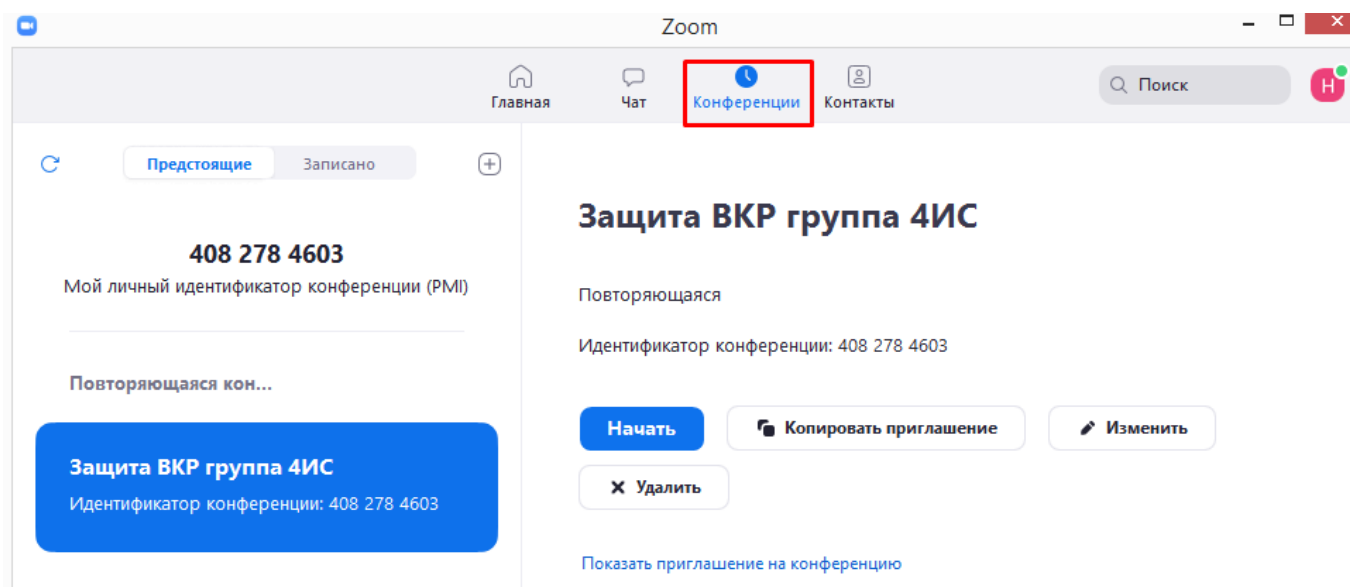 Zoom
Главная
Чат
Конференции
Контакты
Поиск
Н
Предстоящие
Записано
408 278 4603
Мой личный идентификатор конференции (PMI)
Повторяющаяся кон...
Защита ВКР группа 4ИС
Идентификатор конференции: 408 278 4603
Защита ВКР группа 4ИС
Повторяющаяся
Идентификатор конференции: 408 278 4603
Начать
Копировать приглашение
Изменить
Удалить
Показать приглашение на конференцию